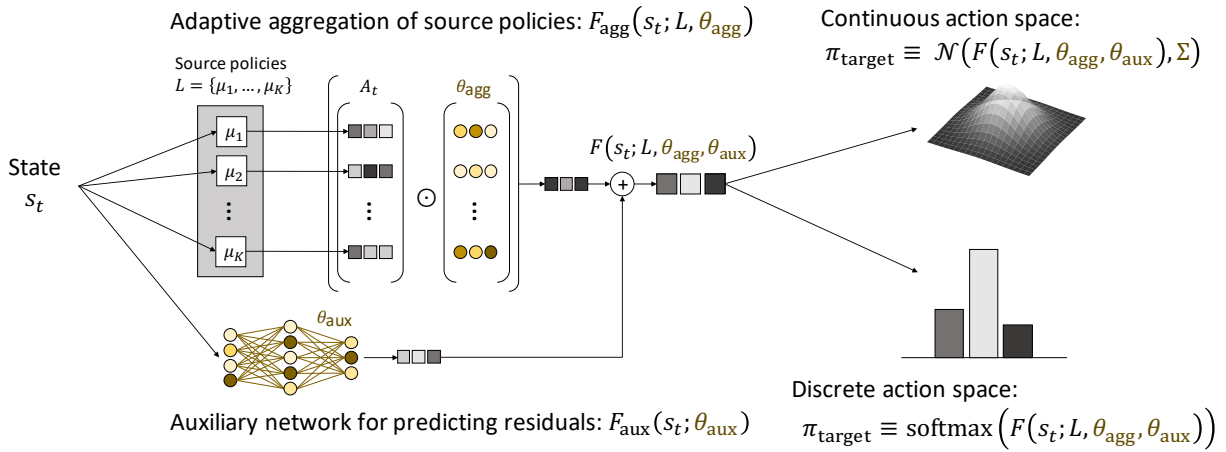 Adaptive aggregation of source policies: F_agg(s_t; L, θ_agg)
Continuous action space:
π_target ≡ 𝒩(F(s_t; L, θ_agg, θ_aux), Σ)
Source policies
L = {μ_1, …, μ_K}
A_t
θ_agg
μ_1
μ_2
⋮
μ_K
⋮
⊙
⋮
F(s_t; L, θ_agg, θ_aux)
+
State
s_t
θ_aux
Auxiliary network for predicting residuals: F_aux(s_t; θ_aux)
Discrete action space:
π_target ≡ softmax(F(s_t; L, θ_agg, θ_aux))